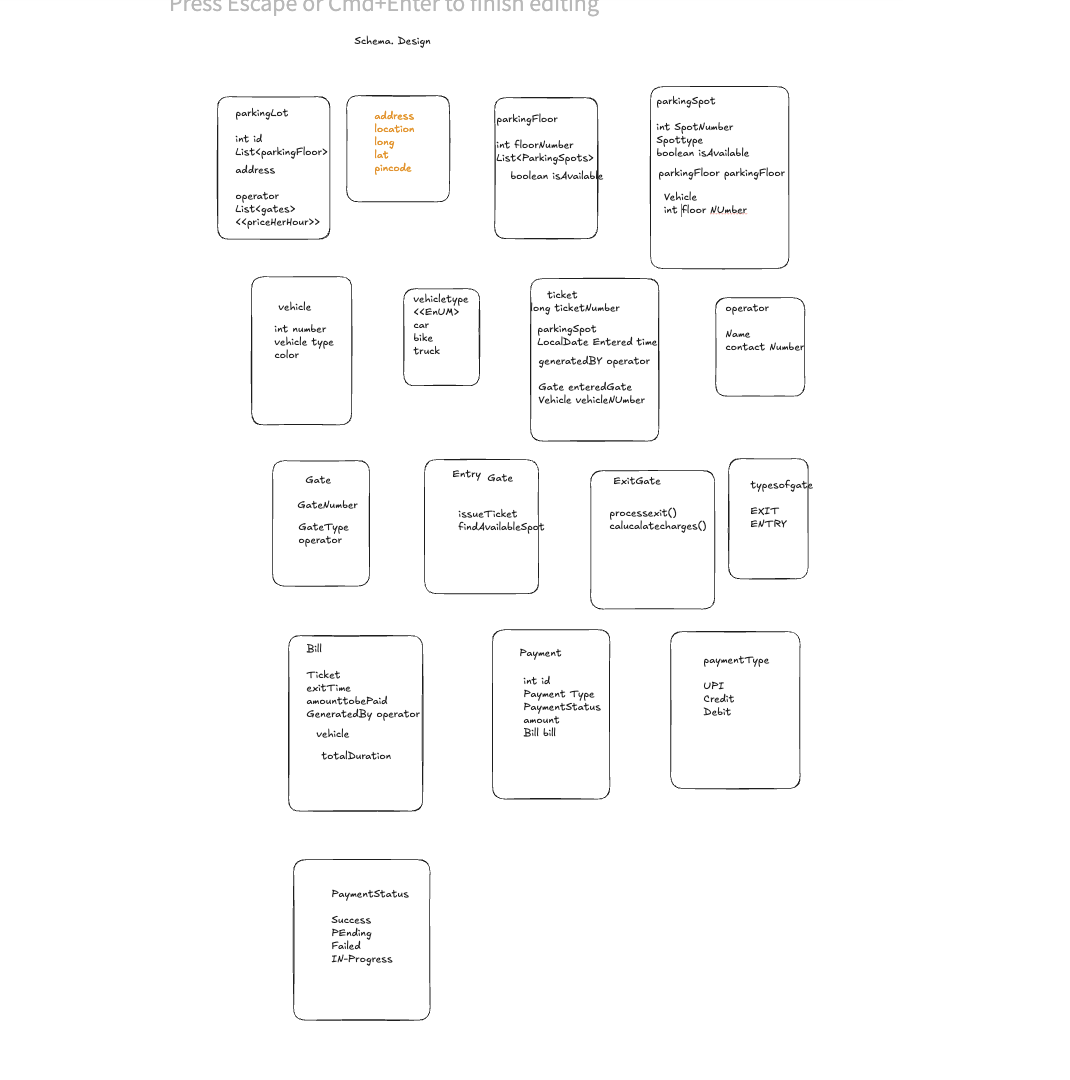 Press Escape or Cmd+Enter to finish editing
Schema. Design
parkingLot
int id
List<parkingFloor>
address
operator
List<gates>
<<priceHerHour>>
address
location
long
lat
pincode
parkingFloor
int floorNumber
List<ParkingSpots>
boolean isAvailable
parkingSpot
int SpotNumber
Spottype
boolean isAvailable
parkingFloor parkingFloor
Vehicle
int floor NUmber
vehicle
int number
vehicle type
color
vehicletype
<<EnUM>
car
bike
truck
ticket
long ticketNumber
parkingSpot
LocalDate Entered time
generatedBY operator
Gate enteredGate
Vehicle vehicleNUmber
operator
Name
contact Number
Gate
GateNumber
GateType
operator
Entry Gate
issueTicket
findAvailableSpot
ExitGate
processexit()
calucalatecharges()
typesofgate
EXIT
ENTRY
Bill
Ticket
exitTime
amounttobePaid
GeneratedBy operator
vehicle
totalDuration
Payment
int id
Payment Type
PaymentStatus
amount
Bill bill
paymentType
UPI
Credit
Debit
PaymentStatus
Success
PEnding
Failed
IN-Progress